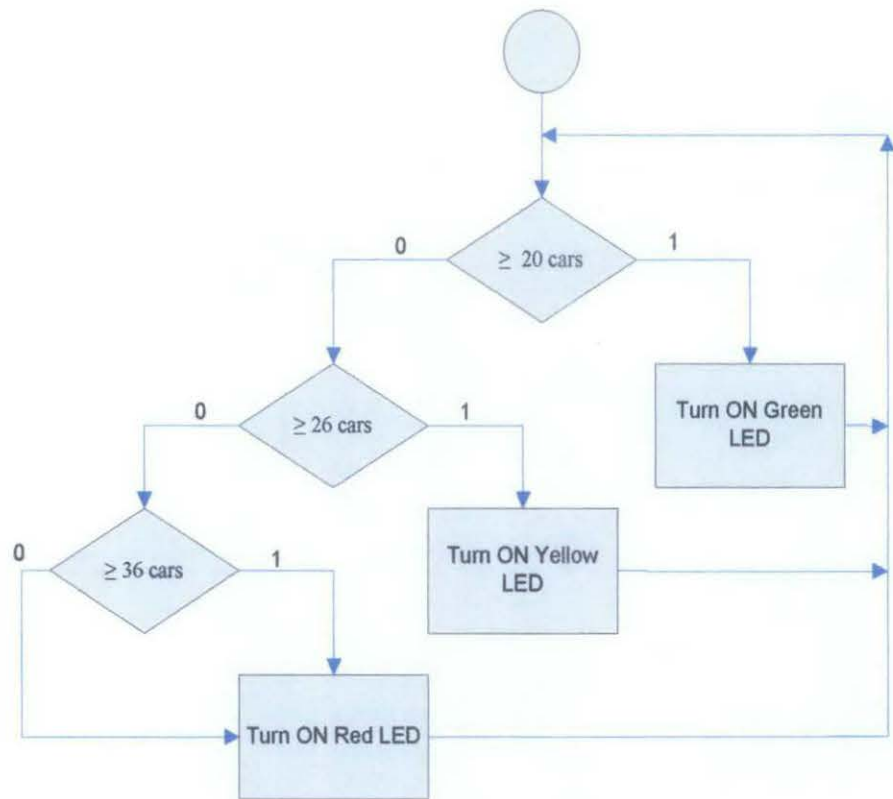 0
≥ 20 cars
1
0
≥ 26 cars
1
Turn ON Green
LED
0
≥ 36 cars
1
Turn ON Yellow
LED
Turn ON Red LED